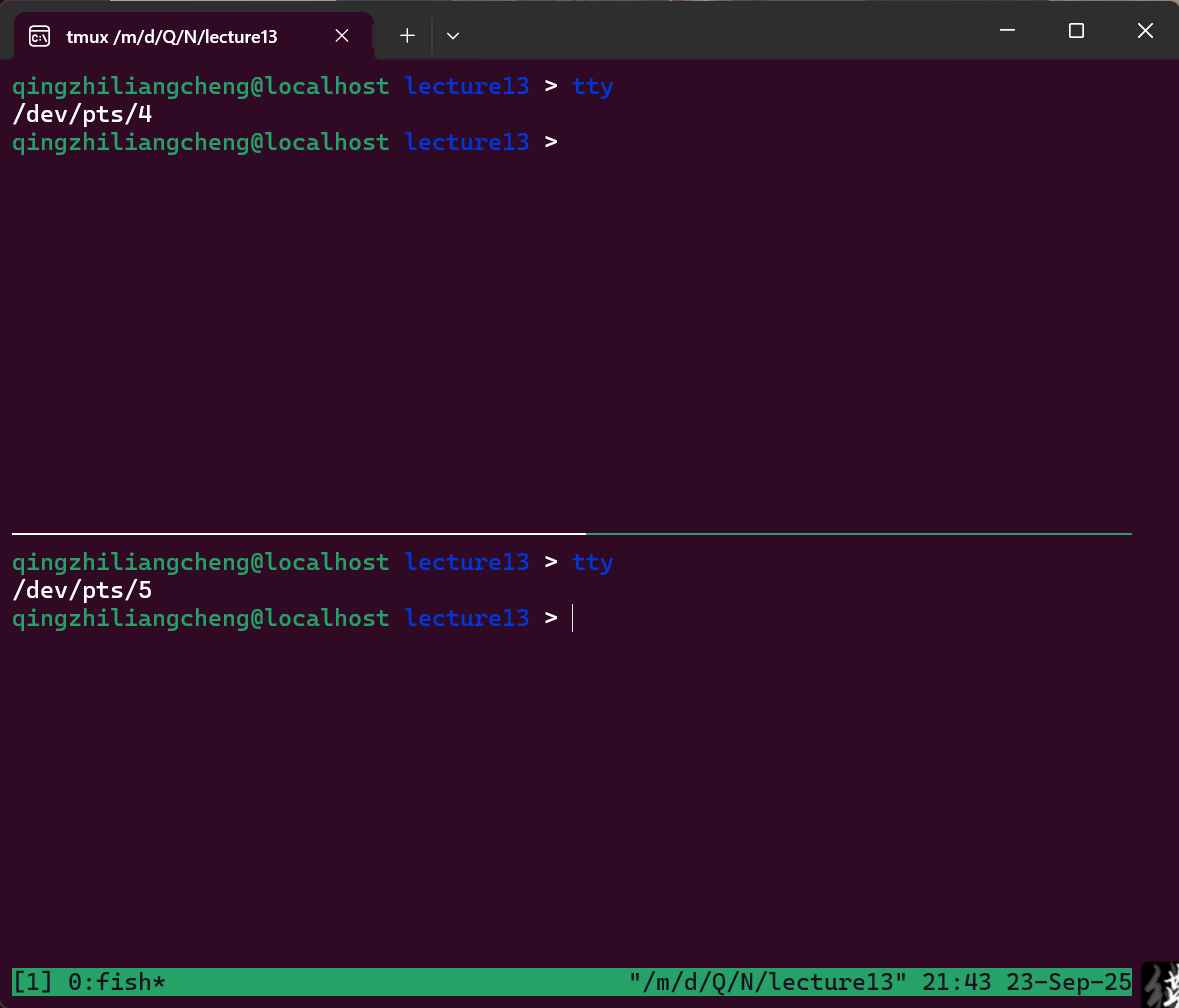 tmux /m/d/Q/N/lecture13
qingzhiliangcheng@localhost lecture13 > tty
/dev/pts/4
qingzhiliangcheng@localhost lecture13 >
qingzhiliangcheng@localhost lecture13 > tty
/dev/pts/5
qingzhiliangcheng@localhost lecture13 >
[1] 0:fish* "/m/d/Q/N/lecture13" 21:43 23-Sep-25